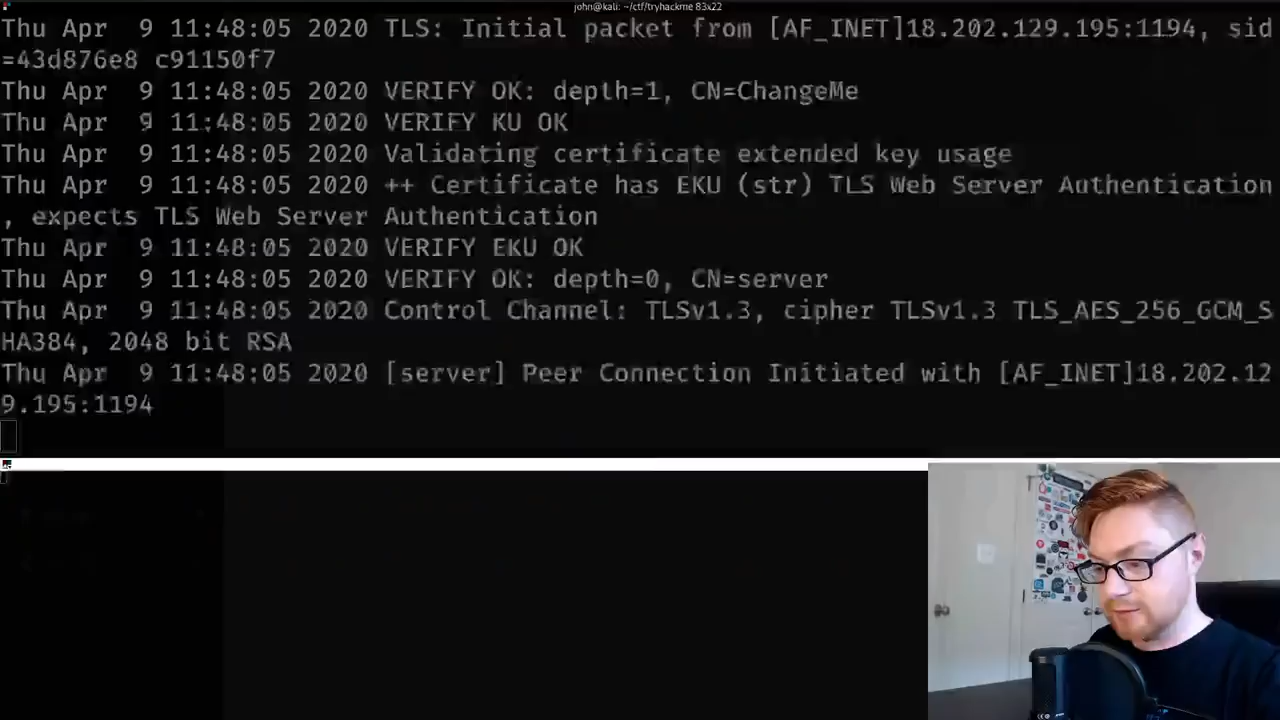 john@kali: ~/ctf/tryhackme 83x22
Thu Apr  9 11:48:05 2020 TLS: Initial packet from [AF_INET]18.202.129.195:1194, sid
=43d876e8 c91150f7
Thu Apr  9 11:48:05 2020 VERIFY OK: depth=1, CN=ChangeMe
Thu Apr  9 11:48:05 2020 VERIFY KU OK
Thu Apr  9 11:48:05 2020 Validating certificate extended key usage
Thu Apr  9 11:48:05 2020 ++ Certificate has EKU (str) TLS Web Server Authentication
, expects TLS Web Server Authentication
Thu Apr  9 11:48:05 2020 VERIFY EKU OK
Thu Apr  9 11:48:05 2020 VERIFY OK: depth=0, CN=server
Thu Apr  9 11:48:05 2020 Control Channel: TLSv1.3, cipher TLSv1.3 TLS_AES_256_GCM_S
HA384, 2048 bit RSA
Thu Apr  9 11:48:05 2020 [server] Peer Connection Initiated with [AF_INET]18.202.12
9.195:1194